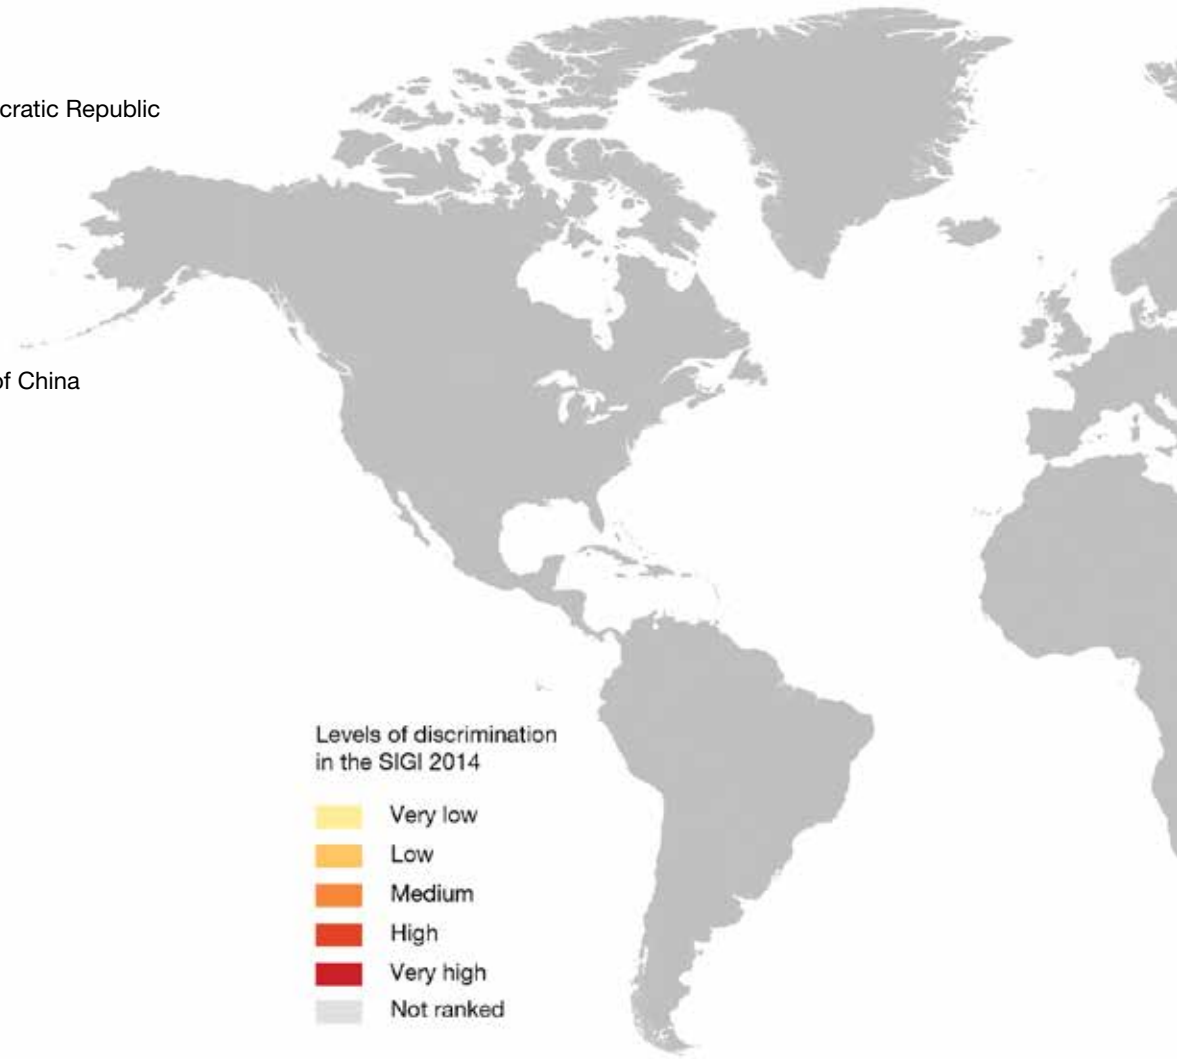 cratic Republic
of China
Levels of discrimination
in the SIGI 2014
Very low
Low
Medium
High
Very high
Not ranked